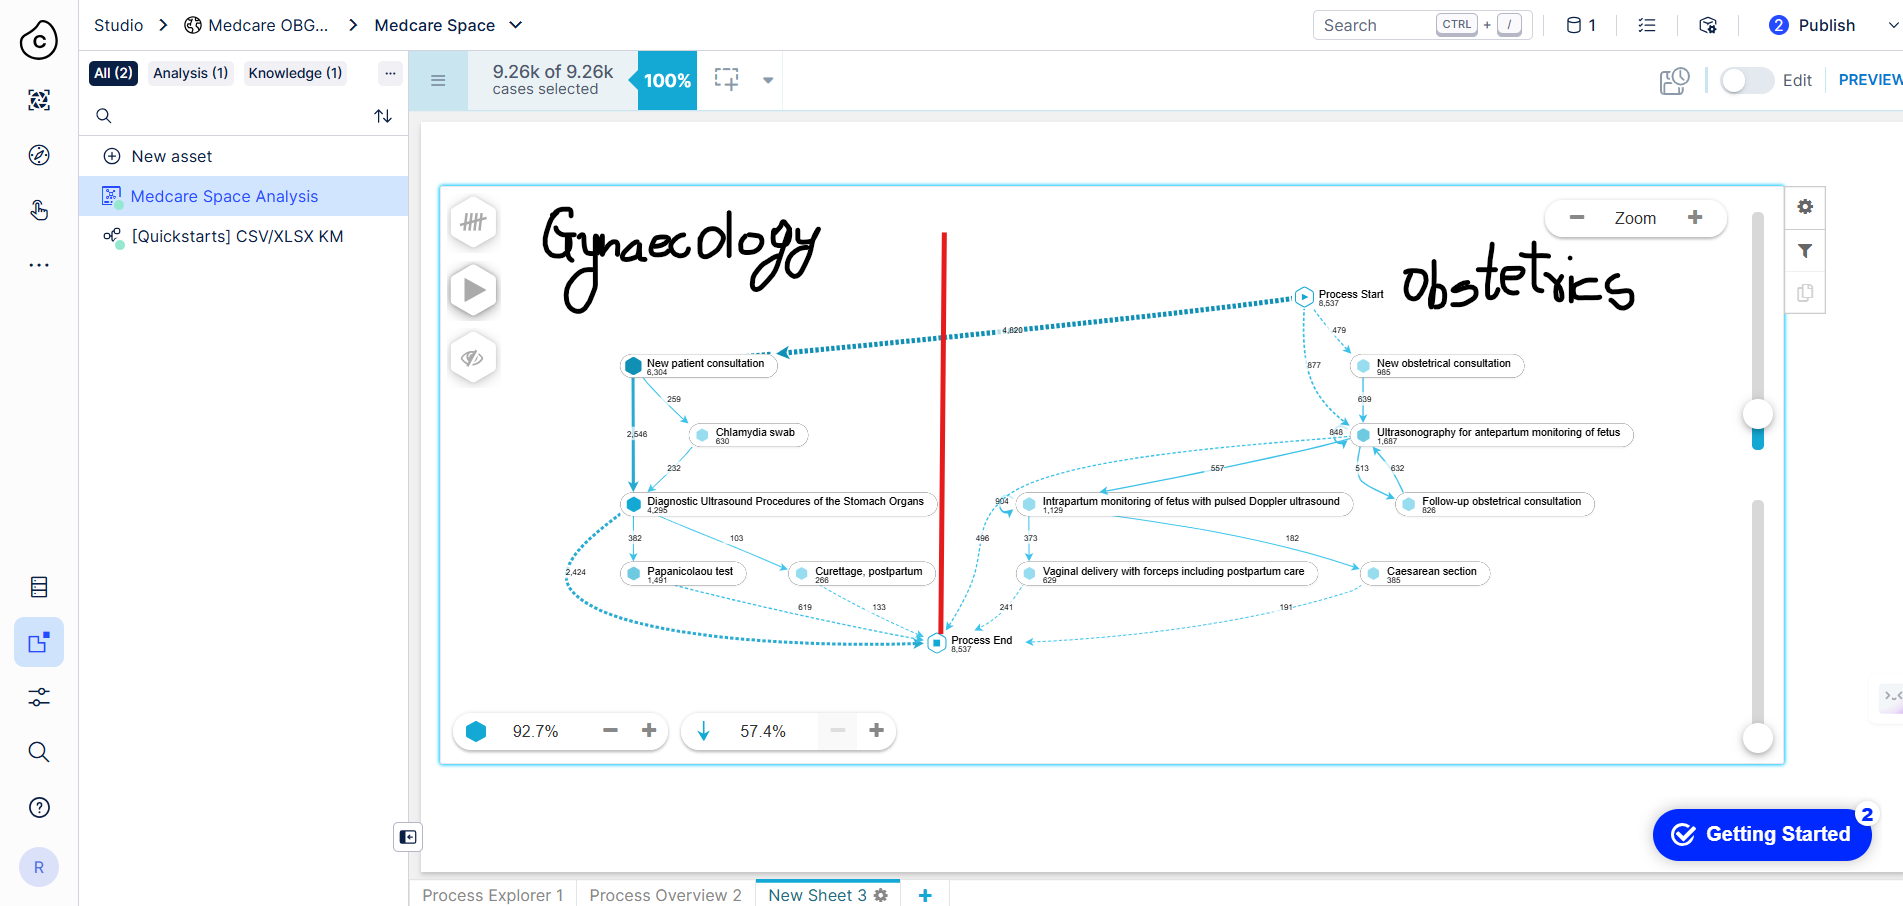 C
Studio
Medcare OBG...
Medcare Space
Search
CTRL
+
/
1
2
Publish
All (2)
Analysis (1)
Knowledge (1)
...
New asset
Medcare Space Analysis
[Quickstarts] CSV/XLSX KM
R
9.26k of 9.26k
cases selected
100%
Edit
PREVIEW
Gynaecology
Obstetrics
Zoom
Process Start
8,537
4,820
479
877
New patient consultation
6,304
New obstetrical consultation
985
259
639
2,546
Chlamydia swab
630
848
Ultrasonography for antepartum monitoring of fetus
1,687
232
557
513
632
Diagnostic Ultrasound Procedures of the Stomach Organs
4,295
904
Intrapartum monitoring of fetus with pulsed Doppler ultrasound
1,129
Follow-up obstetrical consultation
826
382
103
496
373
182
2,424
Papanicolaou test
1,491
Curettage, postpartum
266
Vaginal delivery with forceps including postpartum care
629
Caesarean section
385
619
133
241
191
Process End
8,537
92.7%
57.4%
Getting Started
2
Process Explorer 1
Process Overview 2
New Sheet 3